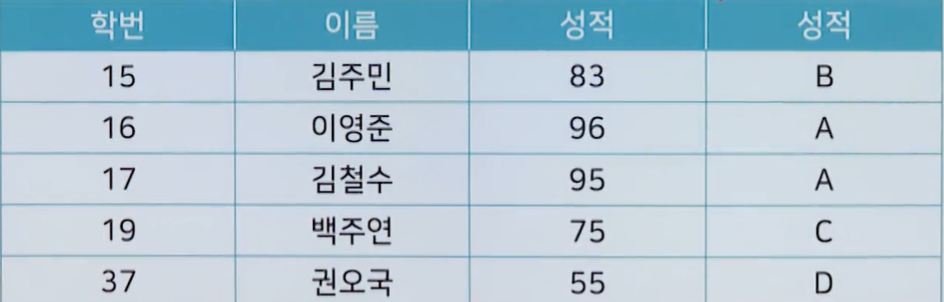 학번 이름 성적 성적
15 김주민 83 B
16 이영준 96 A
17 김철수 95 A
19 백주연 75 C
37 권오국 55 D